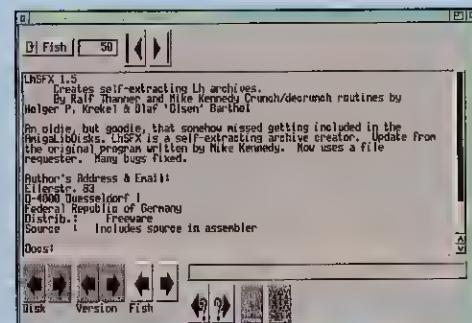 Fish 50
LhSFX 1.5
Creates self-extracting Lh archives.
By Ralf Thanner and Mike Kennedy Crunch/decrunch routines by
Holger P. Krekel & Olaf 'Olsen' Barthel
An oldie, but goodie, that somehow missed getting included in the
AmigaLibDisks. LhSFX is a self-extracting archive creator. Update from
the original program written by Mike Kennedy. Now uses a file
requester. Many bugs fixed.
Author's Address & Email:
Eilerstr. 83
D-4000 Duesseldorf 1
Federal Republic of Germany
Distrib.: Freeware
Source : Includes source in assembler
Docs:
Disk Version Fish